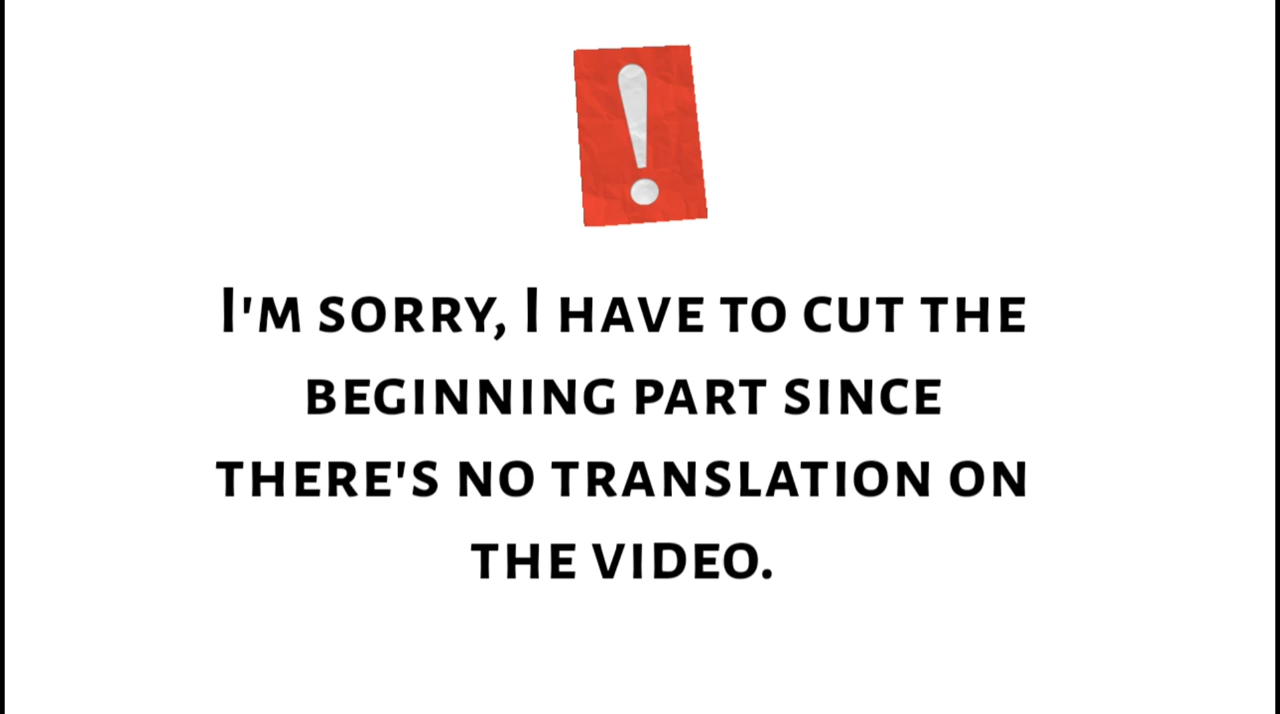 !
I'M SORRY, I HAVE TO CUT THE
BEGINNING PART SINCE
THERE'S NO TRANSLATION ON
THE VIDEO.